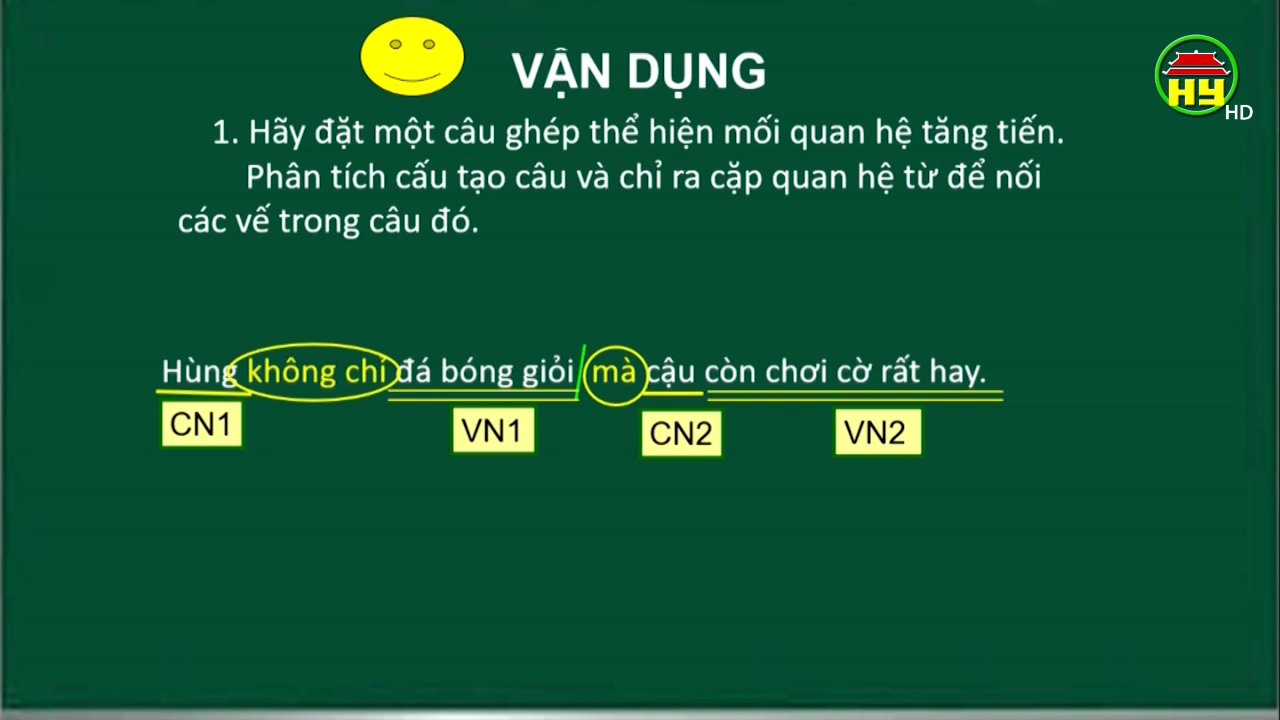 VẬN DỤNG
HY
HD
1. Hãy đặt một câu ghép thể hiện mối quan hệ tăng tiến.
Phân tích cấu tạo câu và chỉ ra cặp quan hệ từ để nối
các vế trong câu đó.
Hùng không chỉ đá bóng giỏi / mà cậu còn chơi cờ rất hay.
CN1 VN1 CN2 VN2